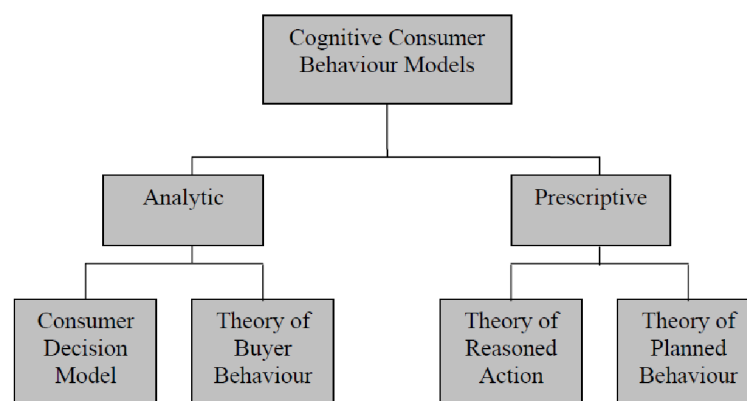 Cognitive Consumer
Behaviour Models
Analytic
Prescriptive
Consumer
Decision
Model
Theory of
Buyer
Behaviour
Theory of
Reasoned
Action
Theory of
Planned
Behaviour